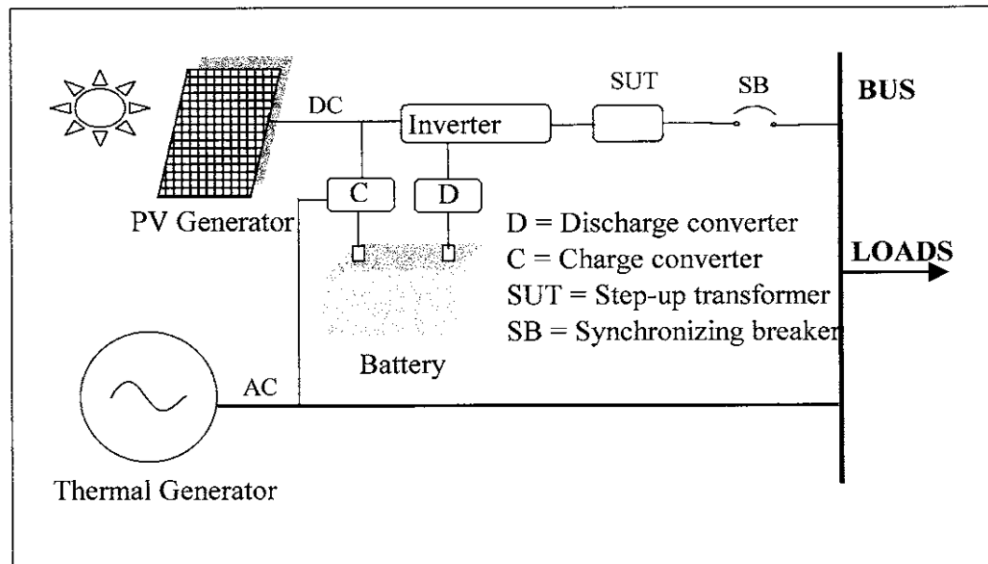 SUT
SB
BUS
DC
Inverter
C
D
PV Generator
D = Discharge converter
C = Charge converter
LOADS
SUT = Step-up transformer
SB = Synchronizing breaker
Battery
AC
Thermal Generator